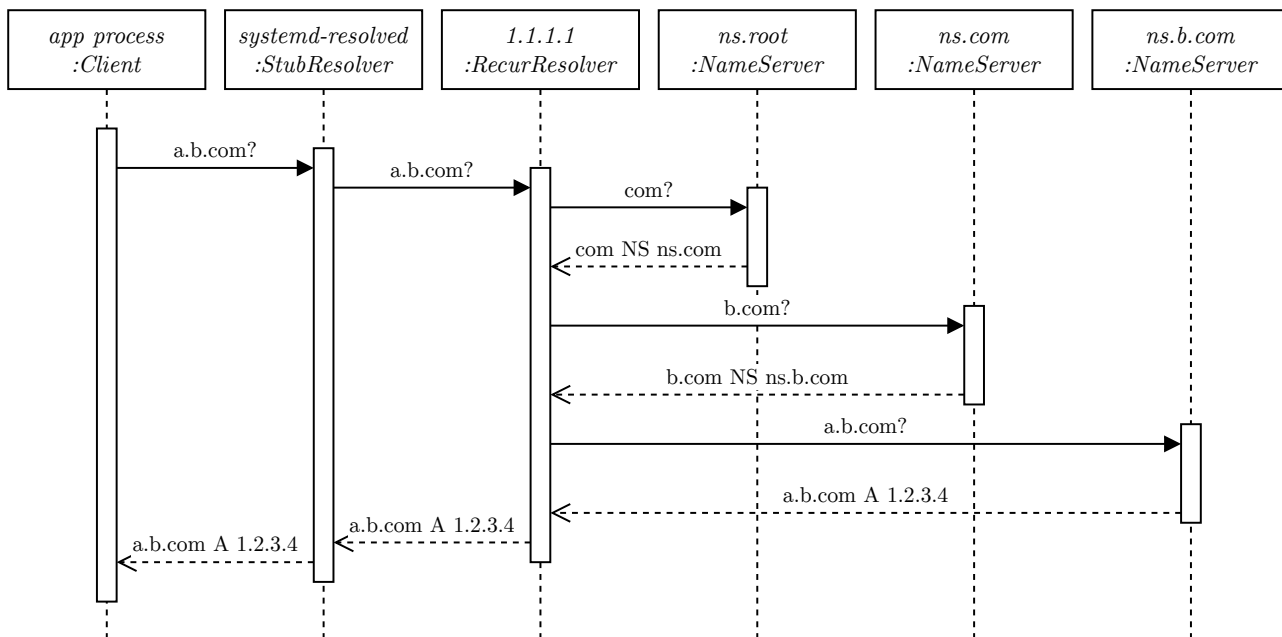 app process
:Client
systemd-resolved
:StubResolver
1.1.1.1
:RecurResolver
ns.root
:NameServer
ns.com
:NameServer
ns.b.com
:NameServer
a.b.com?
a.b.com?
com?
com NS ns.com
b.com?
b.com NS ns.b.com
a.b.com?
a.b.com A 1.2.3.4
a.b.com A 1.2.3.4
a.b.com A 1.2.3.4